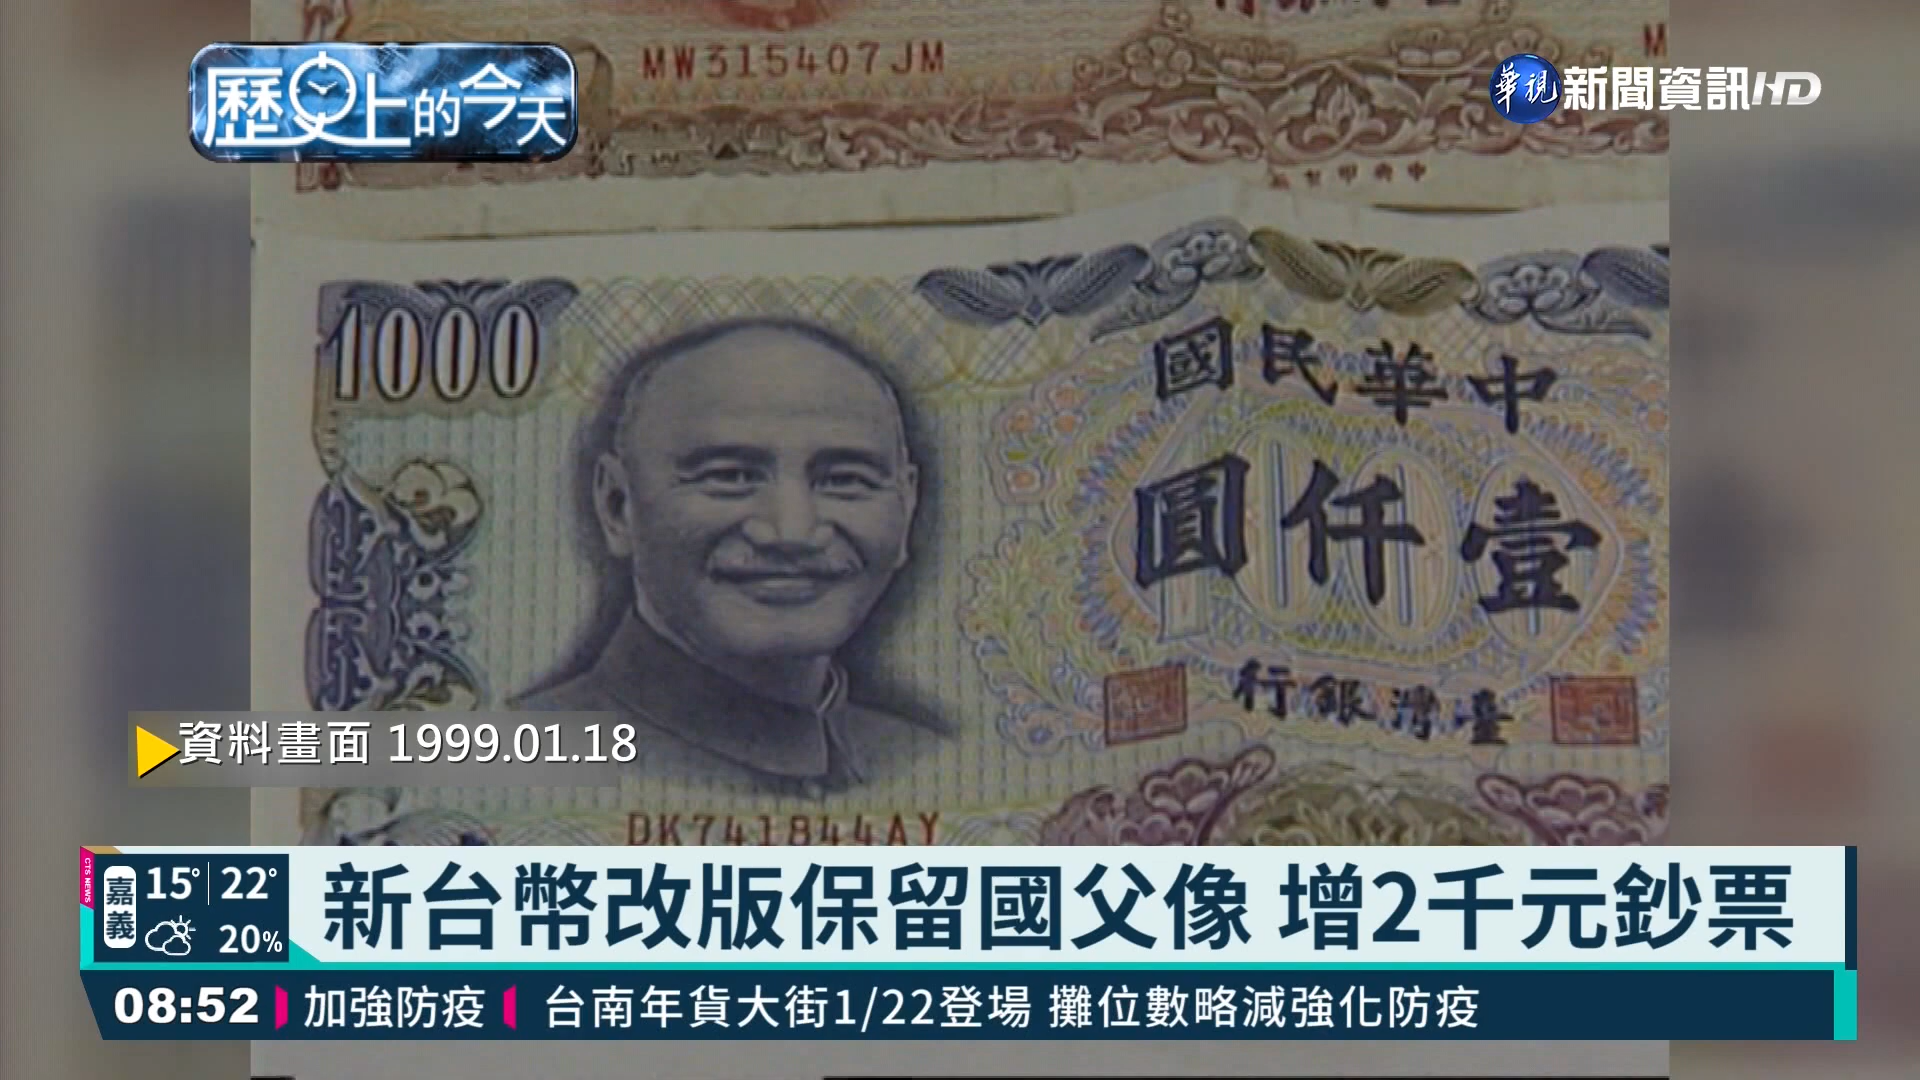 MW315407JM
歷史上的今天
華視新聞資訊HD
1000
國民華中
圓仟壹
行銀灣臺
資料畫面 1999.01.18
DK741844AY
CTS NEWS
嘉義
15° 22°
20%
新台幣改版保留國父像 增2千元鈔票
08:52 加強防疫 台南年貨大街1/22登場 攤位數略減強化防疫